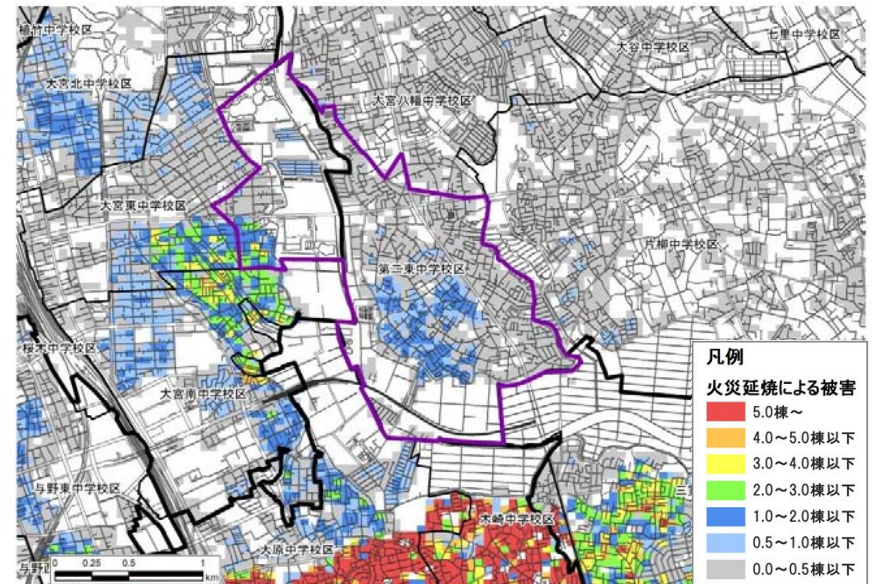 植竹中学校区
七里中学校区
大谷中学校区
大宮北中学校区
大宮八幡中学校区
大宮東中学校区
片柳中学校区
第二東中学校区
桜木中学校区
大宮南中学校区
与野東中学校区
木崎中学校区
大原中学校区
凡例
火災延焼による被害
5.0棟～
4.0～5.0棟以下
3.0～4.0棟以下
2.0～3.0棟以下
1.0～2.0棟以下
0.5～1.0棟以下
0.0～0.5棟以下
0 0.25 0.5 1
km